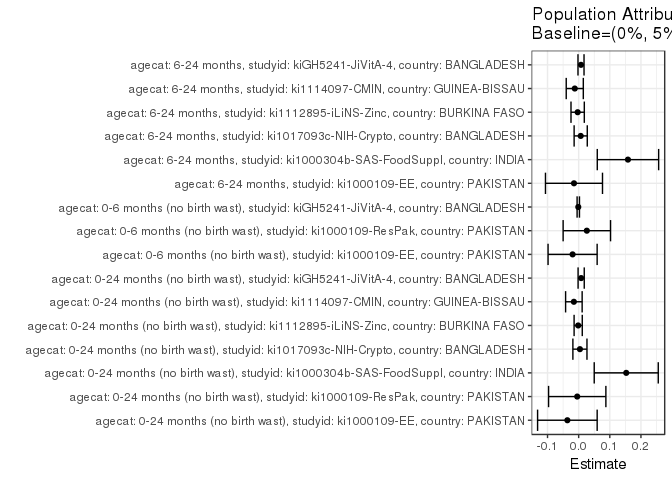 Population Attribu
Baseline=(0%, 5%
agecat: 6-24 months, studyid: kiGH5241-JiVitA-4, country: BANGLADESH
agecat: 6-24 months, studyid: ki1114097-CMIN, country: GUINEA-BISSAU
agecat: 6-24 months, studyid: ki1112895-iLiNS-Zinc, country: BURKINA FASO
agecat: 6-24 months, studyid: ki1017093c-NIH-Crypto, country: BANGLADESH
agecat: 6-24 months, studyid: ki1000304b-SAS-FoodSuppl, country: INDIA
agecat: 6-24 months, studyid: ki1000109-EE, country: PAKISTAN
agecat: 0-6 months (no birth wast), studyid: kiGH5241-JiVitA-4, country: BANGLADESH
agecat: 0-6 months (no birth wast), studyid: ki1000109-ResPak, country: PAKISTAN
agecat: 0-6 months (no birth wast), studyid: ki1000109-EE, country: PAKISTAN
agecat: 0-24 months (no birth wast), studyid: kiGH5241-JiVitA-4, country: BANGLADESH
agecat: 0-24 months (no birth wast), studyid: ki1114097-CMIN, country: GUINEA-BISSAU
agecat: 0-24 months (no birth wast), studyid: ki1112895-iLiNS-Zinc, country: BURKINA FASO
agecat: 0-24 months (no birth wast), studyid: ki1017093c-NIH-Crypto, country: BANGLADESH
agecat: 0-24 months (no birth wast), studyid: ki1000304b-SAS-FoodSuppl, country: INDIA
agecat: 0-24 months (no birth wast), studyid: ki1000109-ResPak, country: PAKISTAN
agecat: 0-24 months (no birth wast), studyid: ki1000109-EE, country: PAKISTAN
-0.1 0.0 0.1 0.2
Estimate